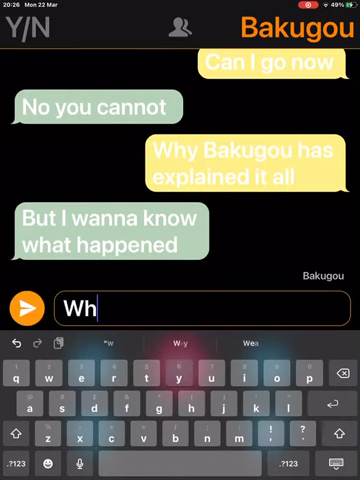 20:26 Mon 22 Mar 49%
Y/N Bakugou
Can I go now
No you cannot
Why Bakugou has
explained it all
But I wanna know
what happened
Bakugou
Wh
"w Wea
q w e r t y u i o p
a s d f g h j k l
z x c v b n m ! , ? .
.?123 .?123